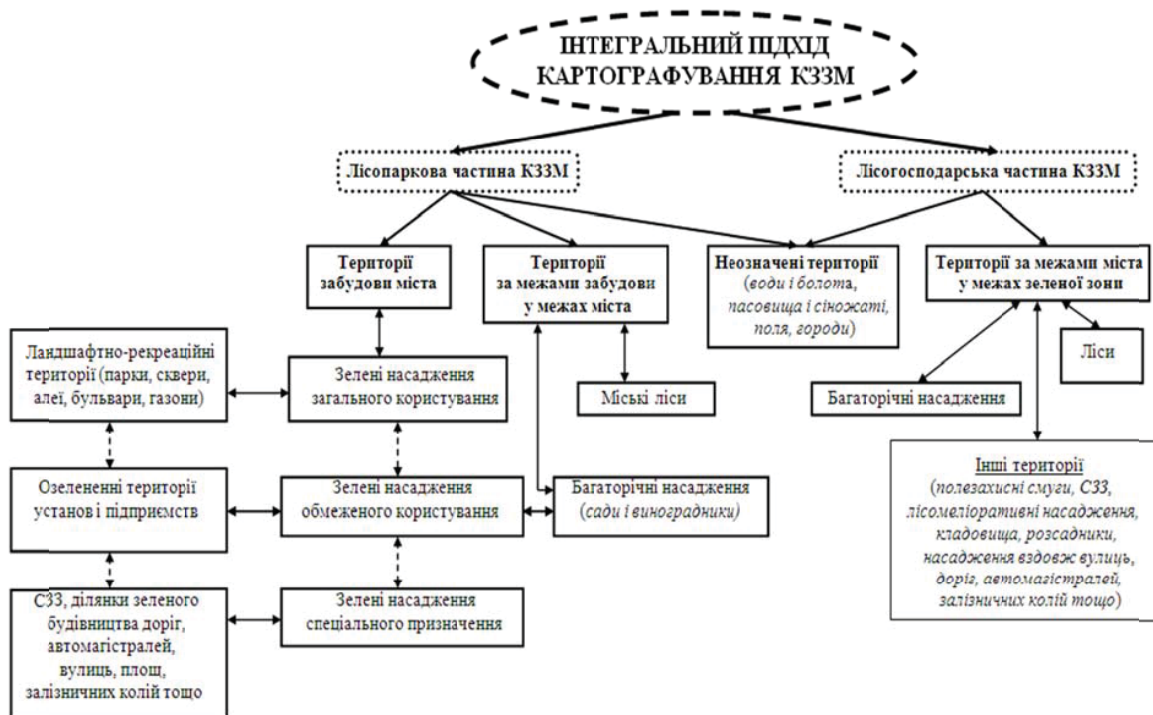 ІНТЕГРАЛЬНИЙ ПІДХІД
КАРТОГРАФУВАННЯ КЗЗМ
Лісопаркова частина КЗЗМ
Лісогосподарська частина КЗЗМ
Території
забудови міста
Території
за межами забудови
у межах міста
Неозначені території
(води і болота,
пасовища і сіножаті,
поля, городи)
Території за межами міста
у межах зеленої зони
Ландшафтно-рекреаційні
території (парки, сквери,
алеї, бульвари, газони)
Зелені насадження
загального користування
Міські ліси
Багаторічні насадження
Ліси
Озелененні території
установ і підприємств
Зелені насадження
обмеженого користування
Багаторічні насадження
(сади і виноградники)
Інші території
(полезахисні смуги, СЗЗ,
лісомеліоративні насадження,
кладовища, розсадники,
насадження вздовж вулиць,
доріг, автомагістралей,
залізничних колій тощо)
СЗЗ, ділянки зеленого
будівництва доріг,
автомагістралей,
вулиць, площ,
залізничних колій тощо
Зелені насадження
спеціального призначення